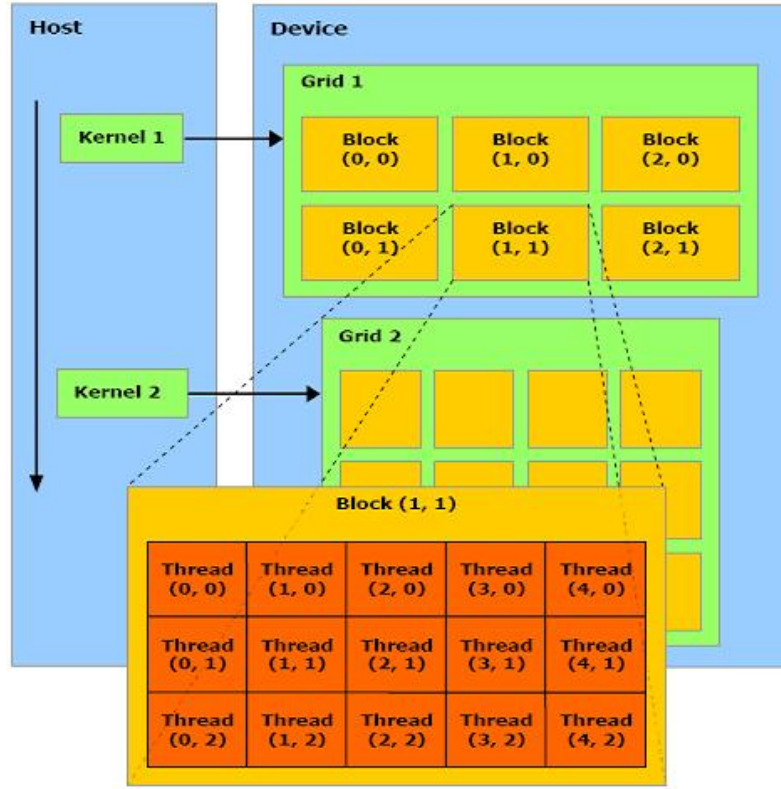 Host
Device
Grid 1
Kernel 1
Block Block Block
(0, 0) (1, 0) (2, 0)
Block Block Block
(0, 1) (1, 1) (2, 1)
Grid 2
Kernel 2
Block (1, 1)
Thread Thread Thread Thread Thread
(0, 0) (1, 0) (2, 0) (3, 0) (4, 0)
Thread Thread Thread Thread Thread
(0, 1) (1, 1) (2, 1) (3, 1) (4, 1)
Thread Thread Thread Thread Thread
(0, 2) (1, 2) (2, 2) (3, 2) (4, 2)